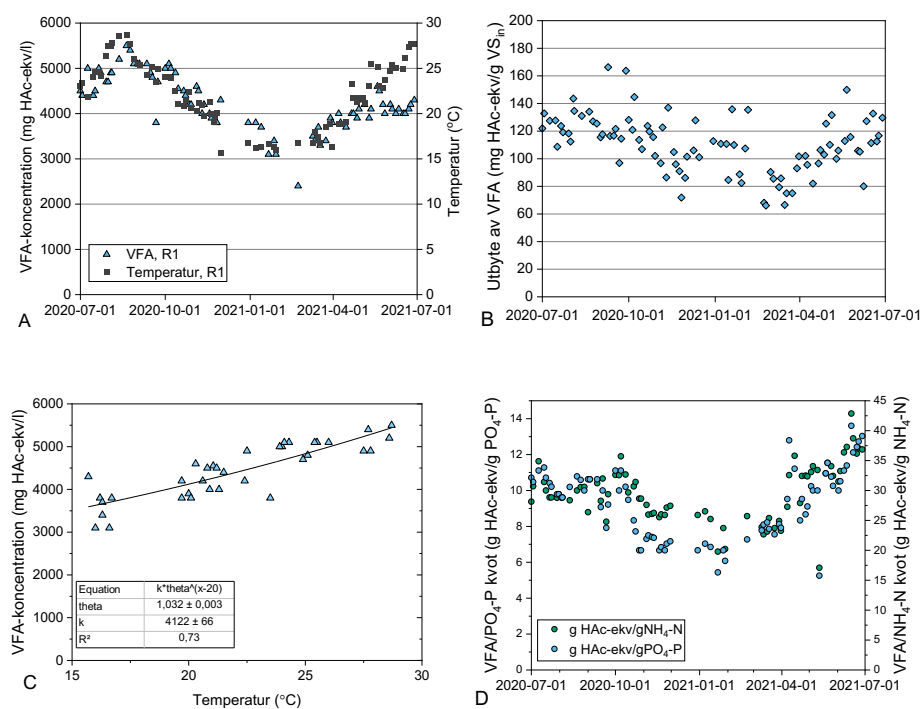 6000
5000
4000
3000
2000
1000
0
VFA-koncentration (mg HAc-ekv/l)
30
25
20
15
10
5
0
Temperatur (°C)
VFA, R1
Temperatur, R1
2020-07-01 2020-10-01 2021-01-01 2021-04-01 2021-07-01
A
200
180
160
140
120
100
80
60
40
20
0
Utbyte av VFA (mg HAc-ekv/g VSin)
2020-07-01 2020-10-01 2021-01-01 2021-04-01 2021-07-01
B
6000
5000
4000
3000
2000
1000
0
VFA-koncentration (mg HAc-ekv/l)
Equation k*theta^(x-20)
theta 1,032 ± 0,003
k 4122 ± 66
R² 0,73
15 20 25 30
Temperatur (°C)
C
14
12
10
8
6
4
2
0
VFA/PO4-P kvot (g HAc-ekv/g PO4-P)
45
40
35
30
25
20
15
10
5
0
VFA/NH4-N kvot (g HAc-ekv/g NH4-N)
g HAc-ekv/gNH4-N
g HAc-ekv/gPO4-P
2020-07-01 2020-10-01 2021-01-01 2021-04-01 2021-07-01
D